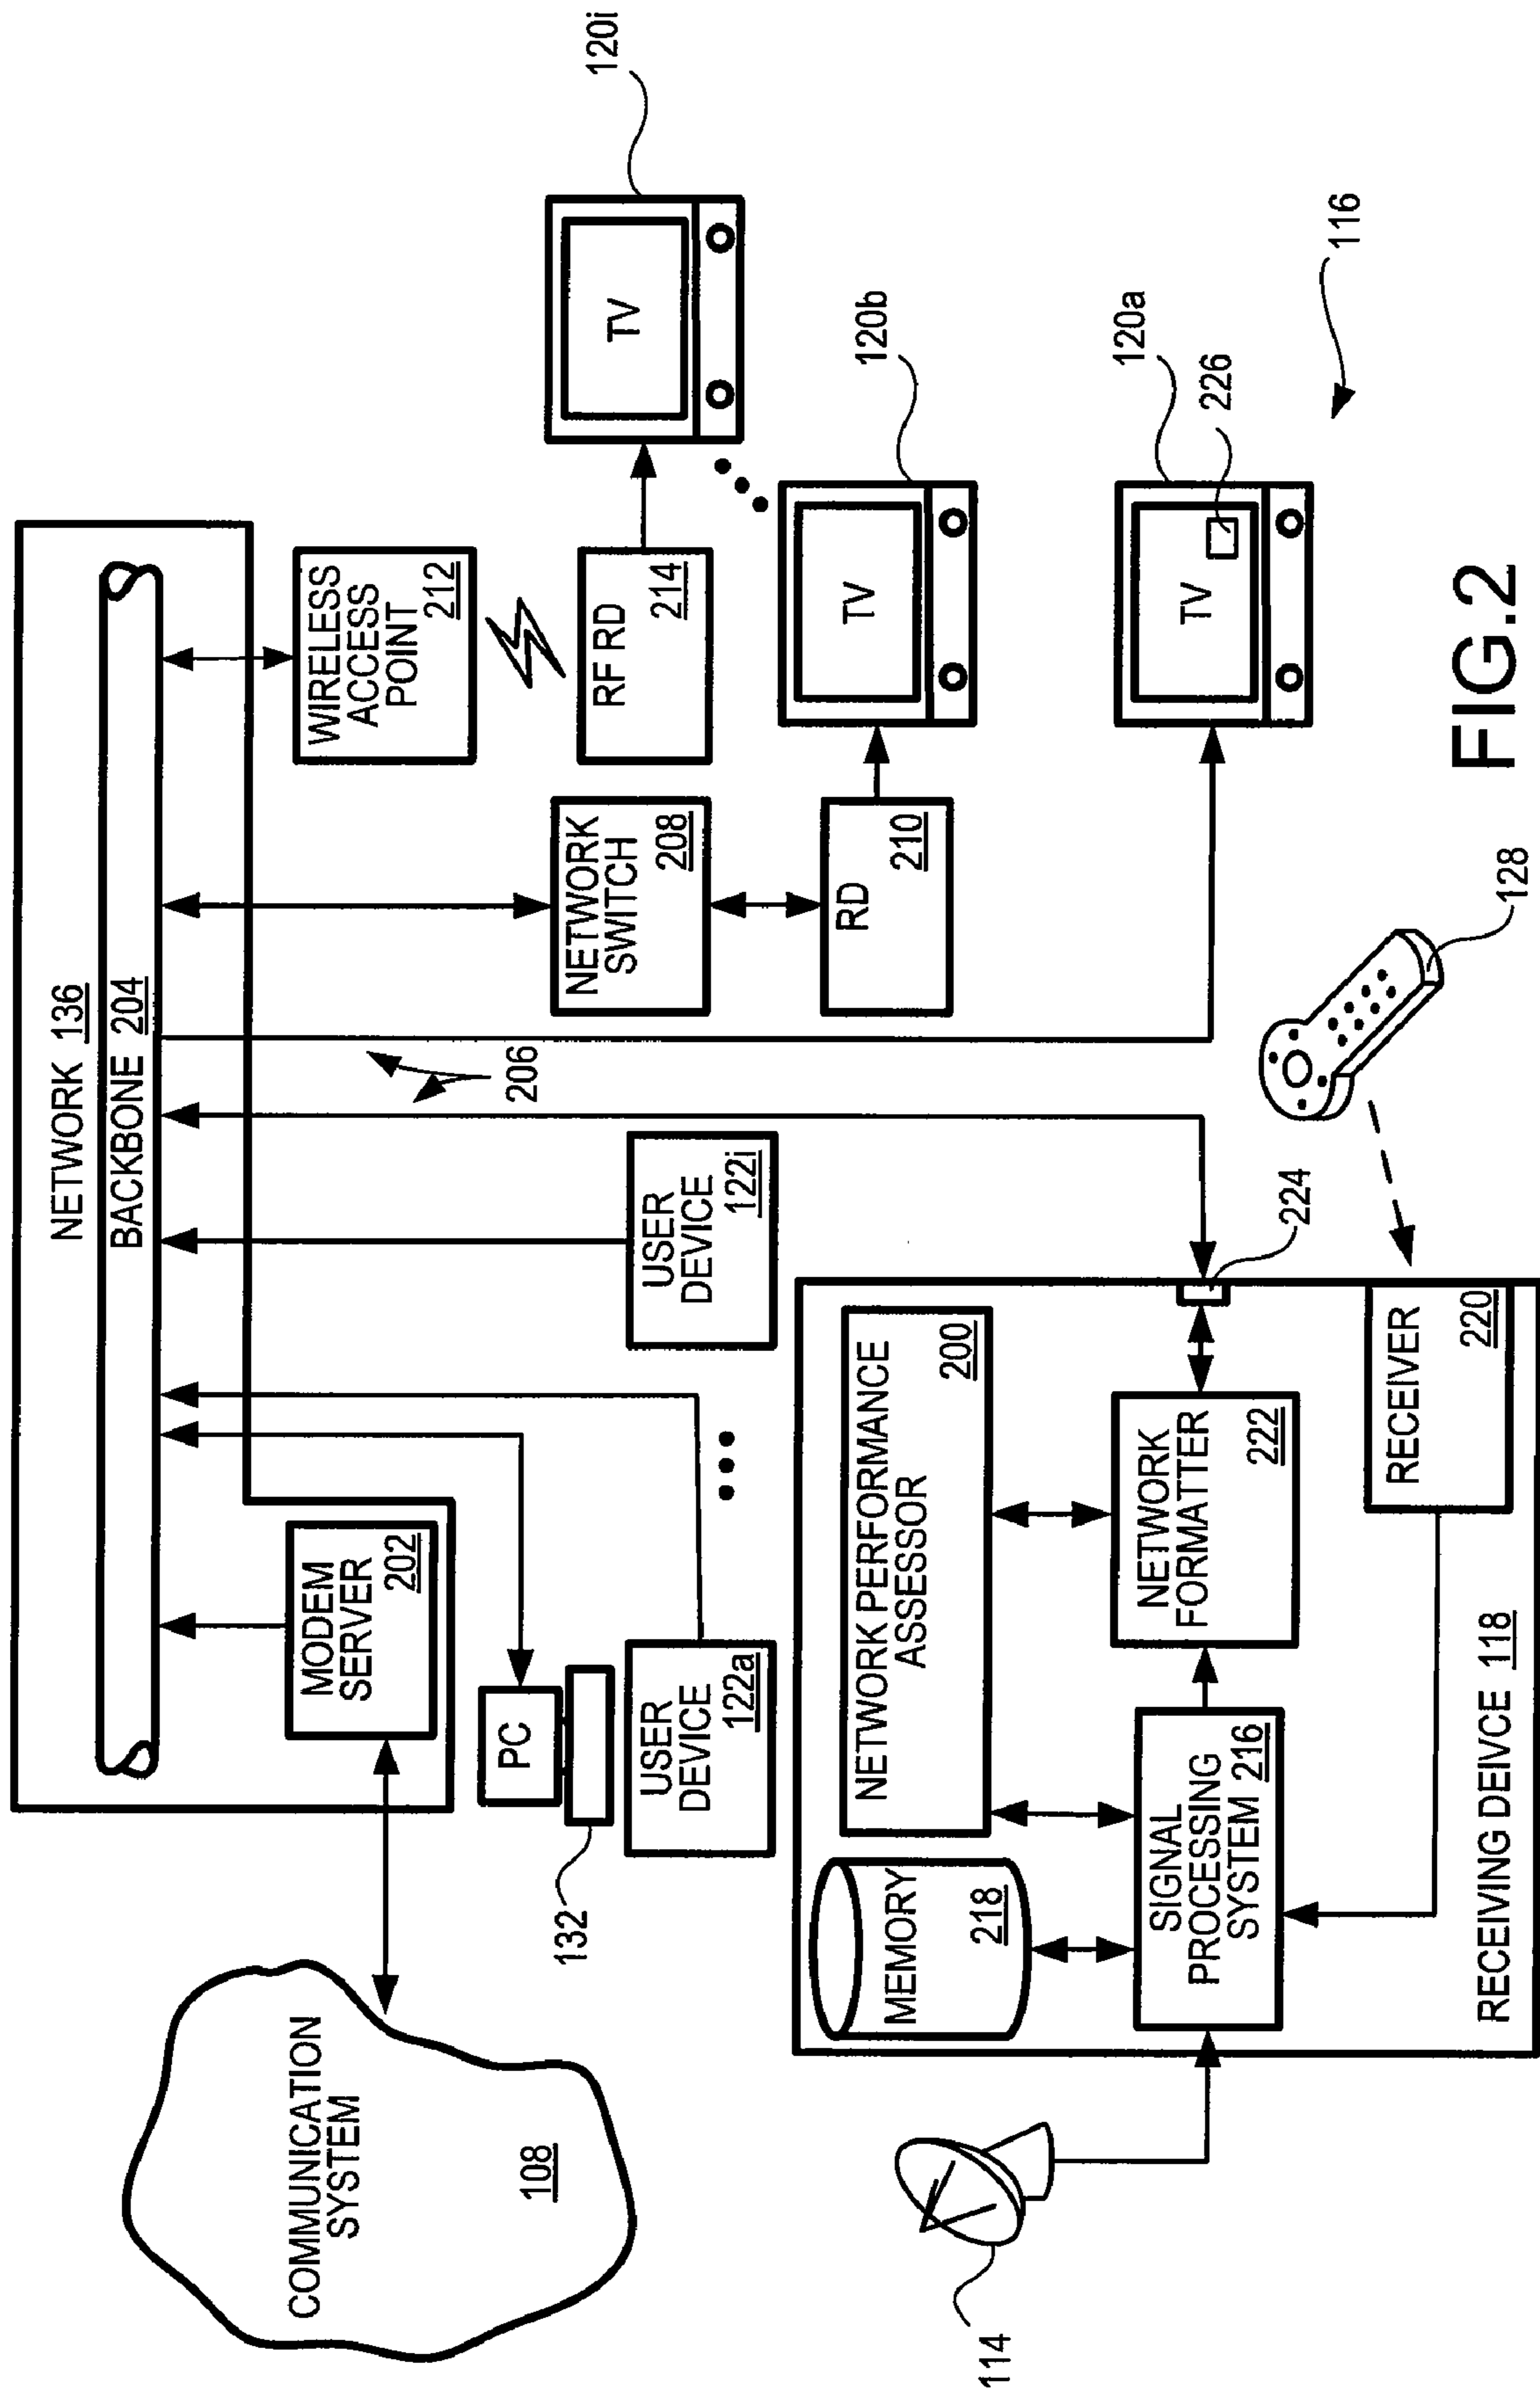 NETWORK 136
BACKBONE 204
COMMUNICATION
SYSTEM
108
MODEM
SERVER
202
PC
132
USER
DEVICE
122a
USER
DEVICE
122i
206
NETWORK
SWITCH
208
RD
210
WIRELESS
ACCESS
POINT
212
RF RD
214
TV
120i
TV
120b
TV
120a
226
116
114
MEMORY
218
NETWORK PERFORMANCE
ASSESSOR
200
SIGNAL
PROCESSING
SYSTEM 216
NETWORK
FORMATTER
222
224
RECEIVER
220
RECEIVING DEIVCE 118
128
FIG.2